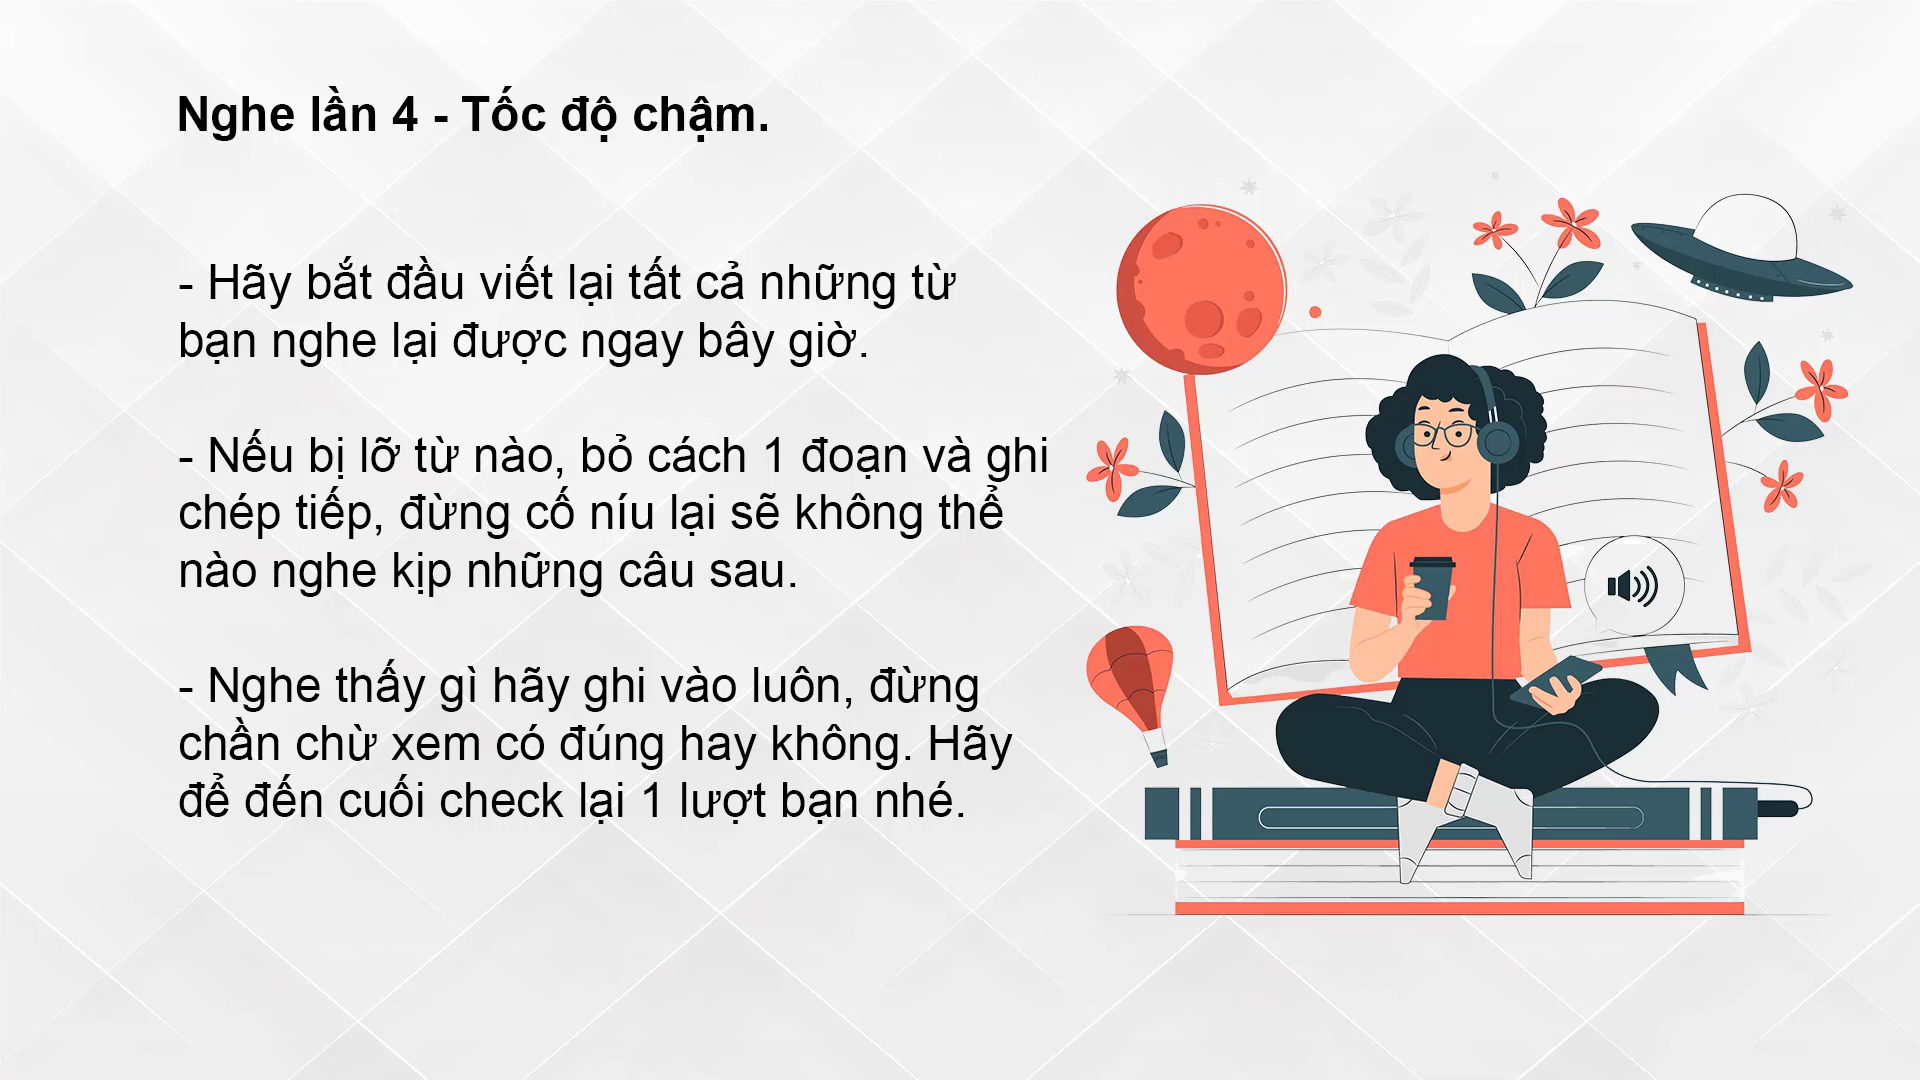 Nghe lần 4 - Tốc độ chậm.
- Hãy bắt đầu viết lại tất cả những từ
bạn nghe lại được ngay bây giờ.
- Nếu bị lỡ từ nào, bỏ cách 1 đoạn và ghi
chép tiếp, đừng cố níu lại sẽ không thể
nào nghe kịp những câu sau.
- Nghe thấy gì hãy ghi vào luôn, đừng
chần chừ xem có đúng hay không. Hãy
để đến cuối check lại 1 lượt bạn nhé.